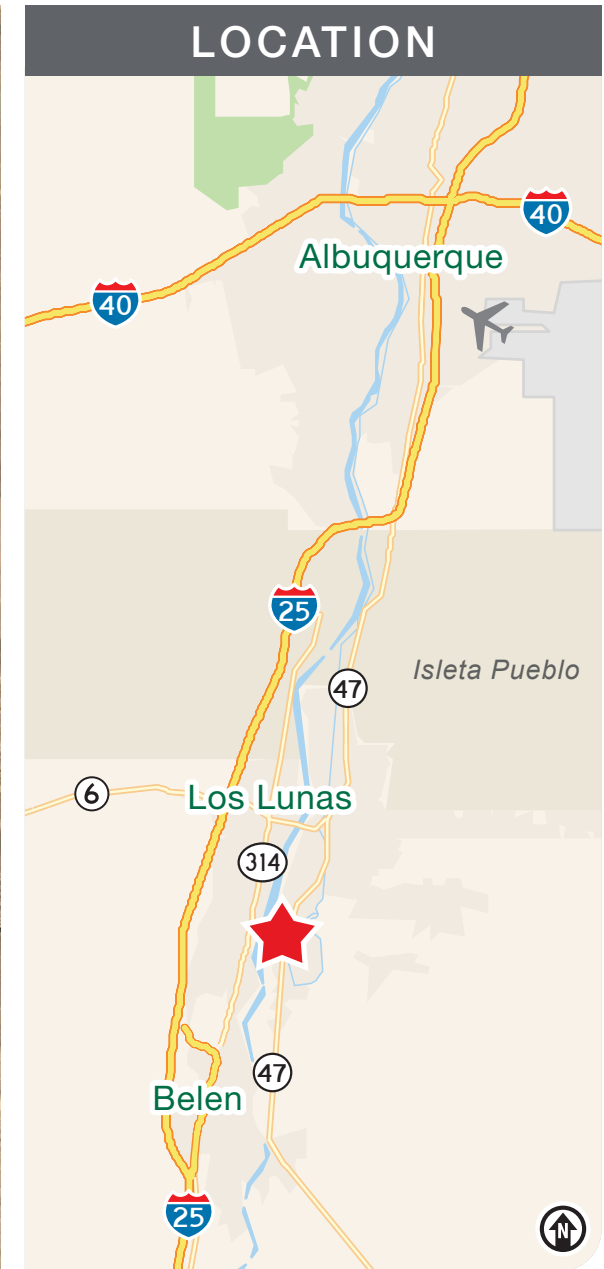 LOCATION
40
Albuquerque
40
25
Isleta Pueblo
47
6
Los Lunas
314
47
Belen
25
N